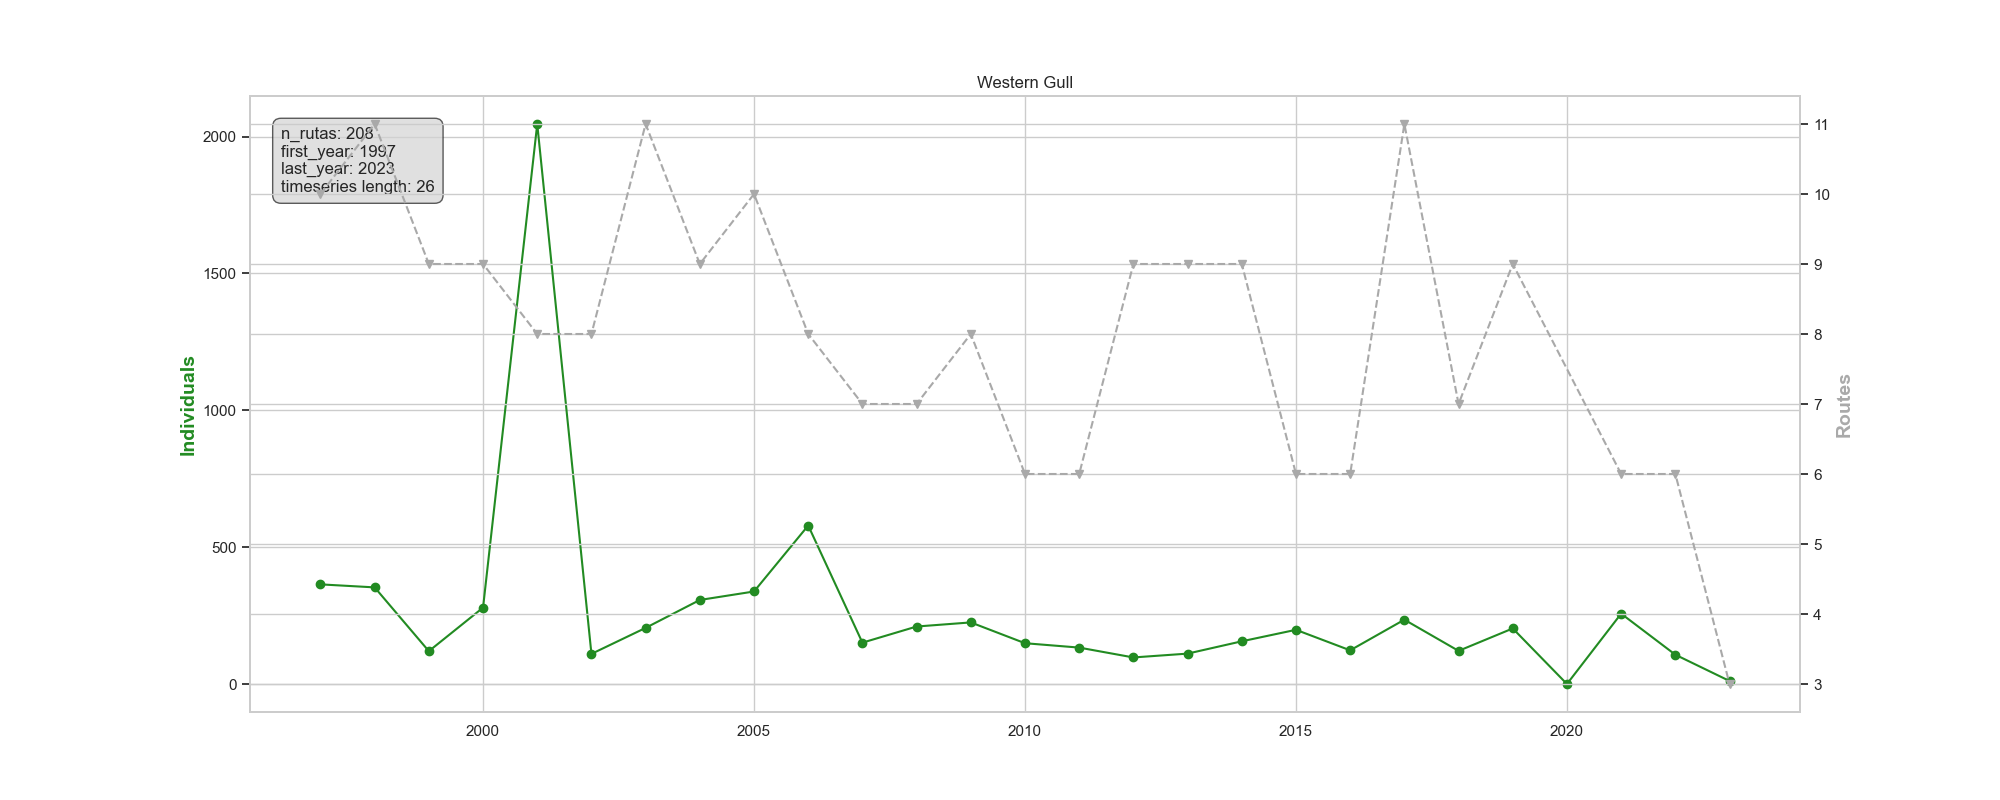 Western Gull
n_rutas: 208
first_year: 1997
last_year: 2023
timeseries length: 26
2000
1500
1000
500
0
Individuals
11
10
9
8
7
6
5
4
3
Routes
2000
2005
2010
2015
2020